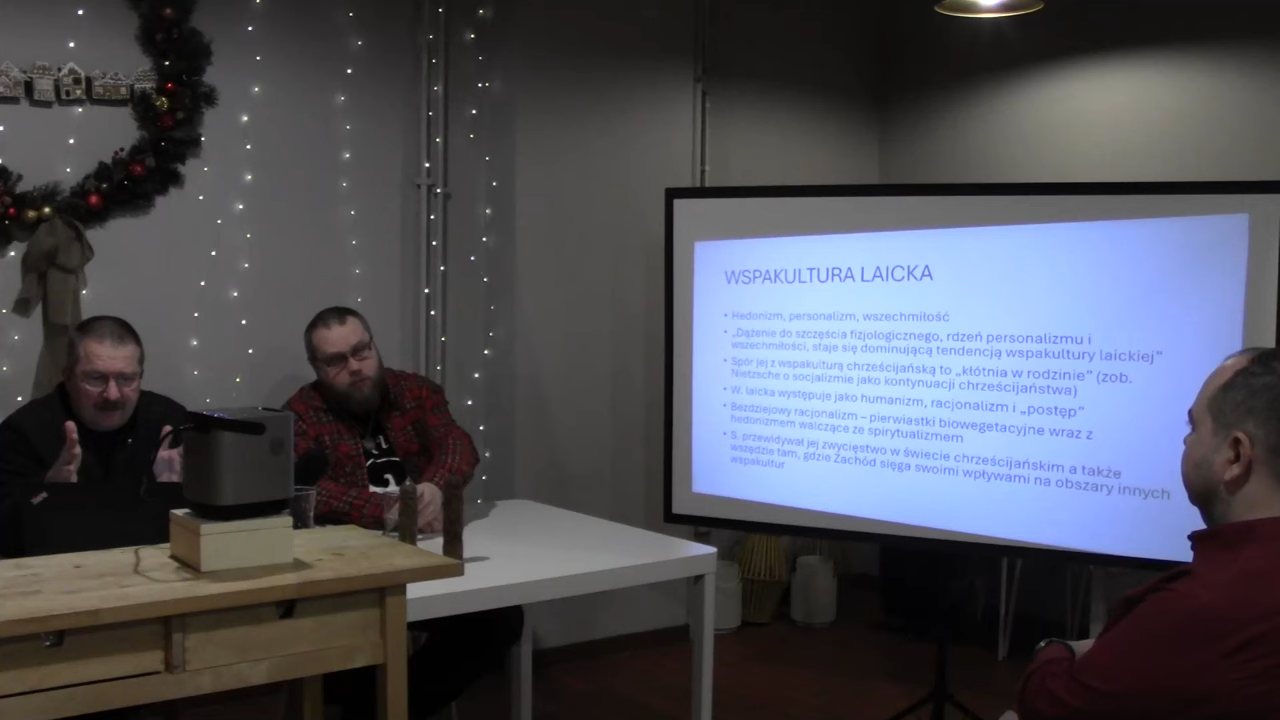 WSPAKULTURA LAICKA
• Hedonizm, personalizm, wszechmiłość
• „Dążenie do szczęścia fizjologicznego, rdzeń personalizmu i
wszechmiłości, staje się dominującą tendencją wspakultury laickiej”
• Spór jej z wspakulturą chrześcijańską to „kłótnia w rodzinie” (zob.
Nietzsche o socjalizmie jako kontynuacji chrześcijaństwa)
• W. laicka występuje jako humanizm, racjonalizm i „postęp”
• Bezdziejowy racjonalizm – pierwiastki biowegetacyjne wraz z
hedonizmem walczące ze spirytualizmem
• S. przewidywał jej zwycięstwo w świecie chrześcijańskim a także
wszędzie tam, gdzie Zachód sięga swoimi wpływami na obszary innych
wspakultur